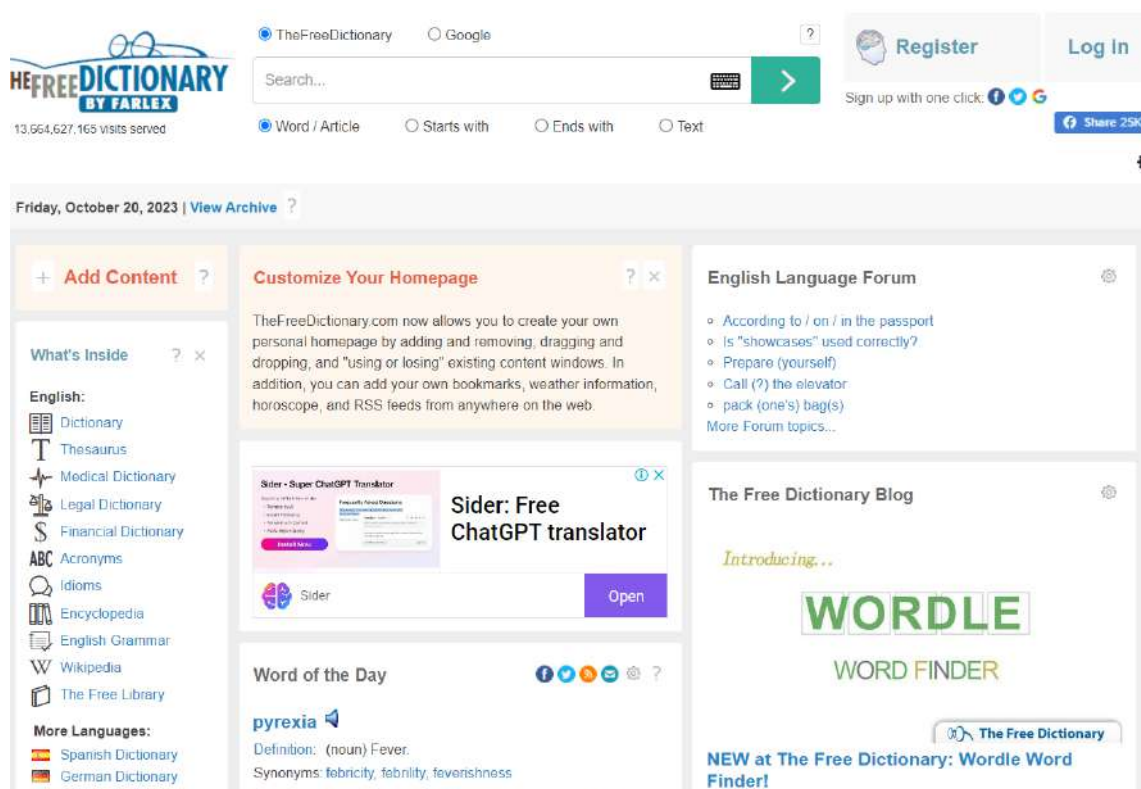 TheFreeDictionary Google ?
HEFREEDICTIONARY
BY FARLEX
13,664,627,165 visits served
Search...
Word / Article Starts with Ends with Text
Register Log In
Sign up with one click:
Share 25K
Friday, October 20, 2023 | View Archive ?
+ Add Content ?
What's Inside ? ×
English:
Dictionary
Thesaurus
Medical Dictionary
Legal Dictionary
Financial Dictionary
ABC Acronyms
Idioms
Encyclopedia
English Grammar
Wikipedia
The Free Library
More Languages:
Spanish Dictionary
German Dictionary
Customize Your Homepage ? ×
TheFreeDictionary.com now allows you to create your own
personal homepage by adding and removing, dragging and
dropping, and "using or losing" existing content windows. In
addition, you can add your own bookmarks, weather information,
horoscope, and RSS feeds from anywhere on the web.
Sider - Super ChatGPT Translator
Frequently Asked Questions
Install Now
Sider: Free
ChatGPT translator
Sider
Open
Word of the Day ?
pyrexia
Definition: (noun) Fever.
Synonyms: febricity, febrility, feverishness
English Language Forum
According to / on / in the passport
Is "showcases" used correctly?
Prepare (yourself)
Call (?) the elevator
pack (one's) bag(s)
More Forum topics...
The Free Dictionary Blog
Introducing...
WORDLE
WORD FINDER
The Free Dictionary
NEW at The Free Dictionary: Wordle Word
Finder!